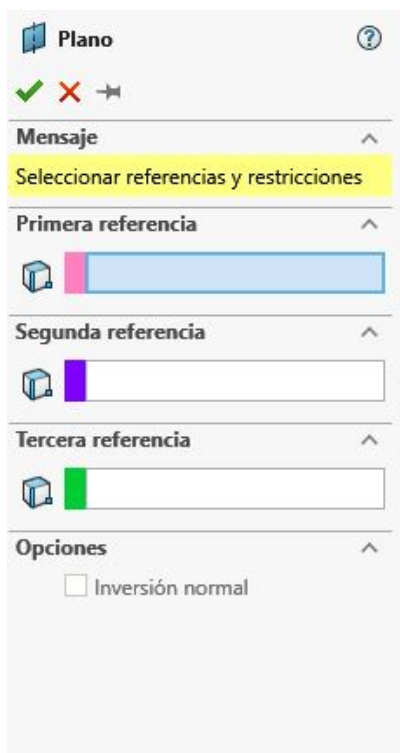 Plano
Mensaje
Seleccionar referencias y restricciones
Primera referencia
Segunda referencia
Tercera referencia
Opciones
Inversión normal